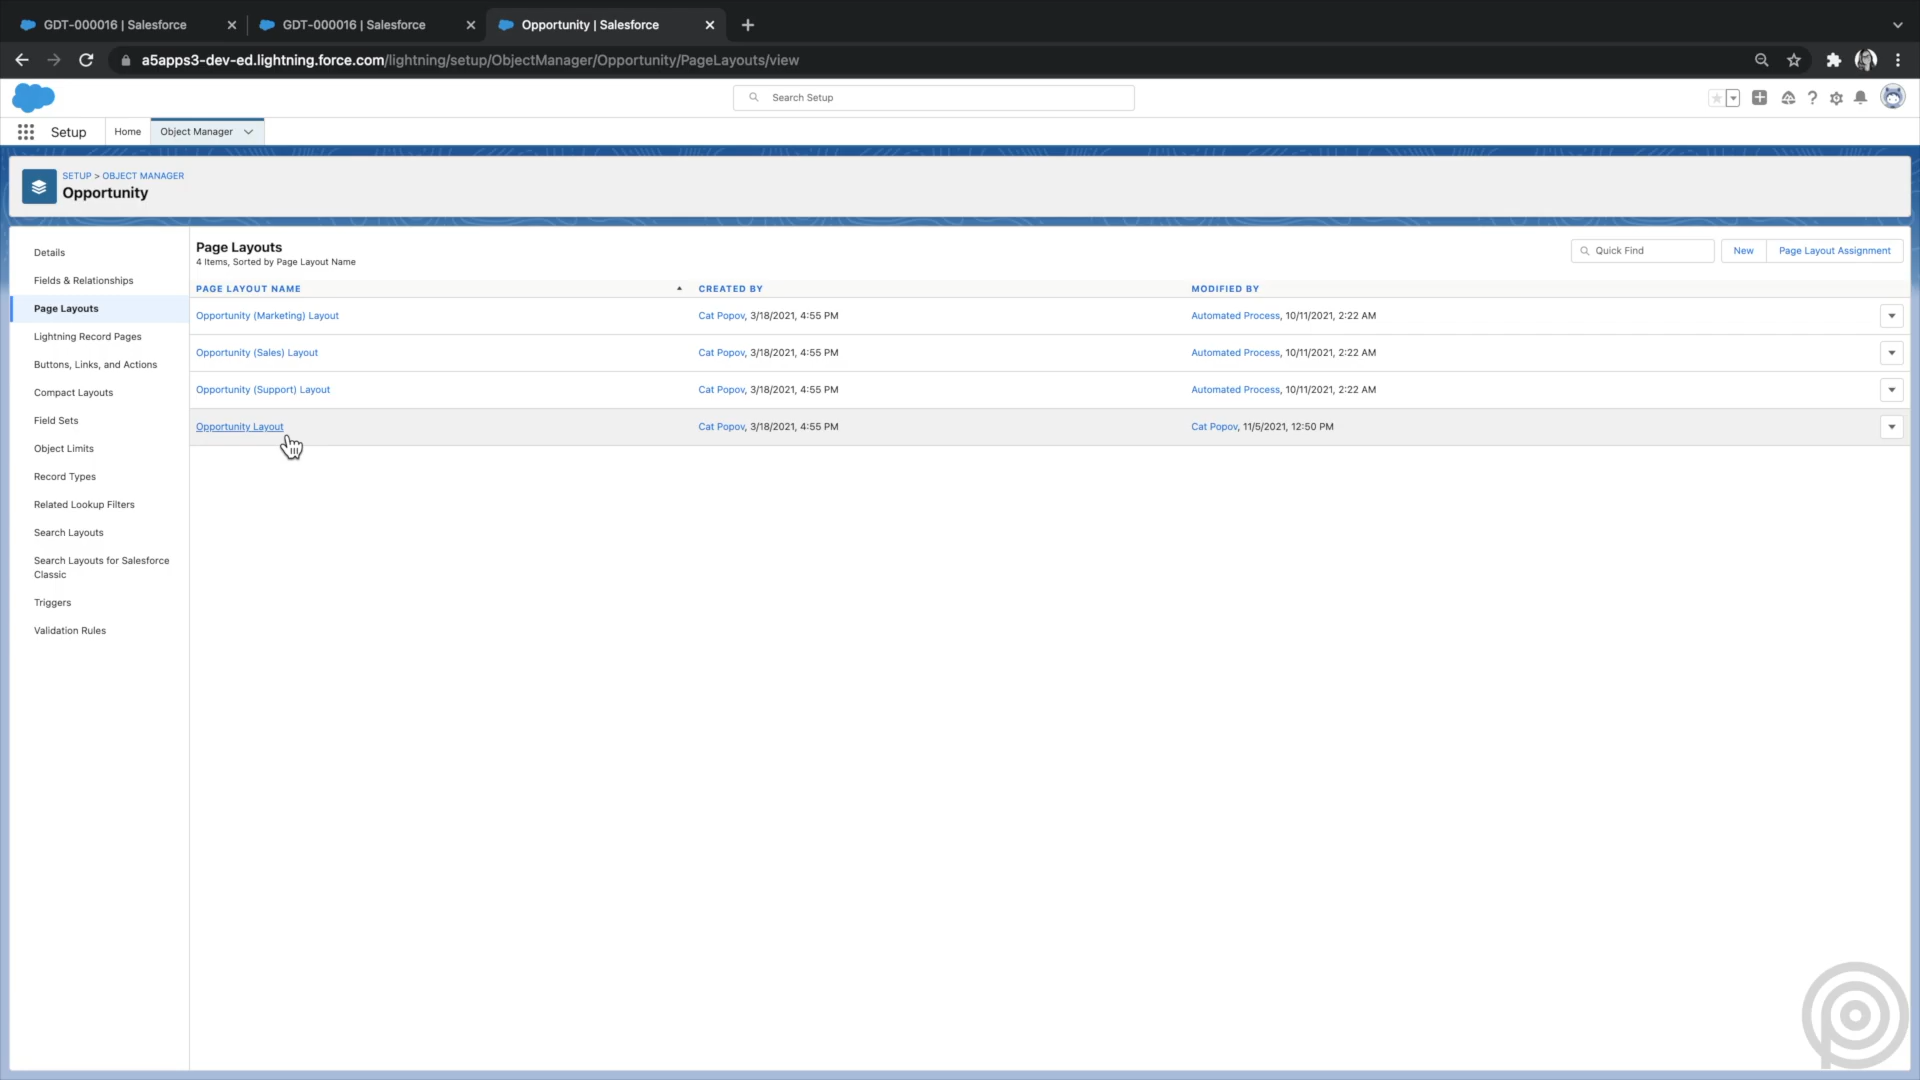 GDT-000016 | Salesforce
GDT-000016 | Salesforce
Opportunity | Salesforce
a5apps3-dev-ed.lightning.force.com/lightning/setup/ObjectManager/Opportunity/PageLayouts/view
Search Setup
Setup
Home
Object Manager
SETUP > OBJECT MANAGER
Opportunity
Details
Fields & Relationships
Page Layouts
Lightning Record Pages
Buttons, Links, and Actions
Compact Layouts
Field Sets
Object Limits
Record Types
Related Lookup Filters
Search Layouts
Search Layouts for Salesforce
Classic
Triggers
Validation Rules
Page Layouts
4 Items, Sorted by Page Layout Name
Quick Find
New
Page Layout Assignment
PAGE LAYOUT NAME CREATED BY MODIFIED BY
Opportunity (Marketing) Layout Cat Popov, 3/18/2021, 4:55 PM Automated Process, 10/11/2021, 2:22 AM
Opportunity (Sales) Layout Cat Popov, 3/18/2021, 4:55 PM Automated Process, 10/11/2021, 2:22 AM
Opportunity (Support) Layout Cat Popov, 3/18/2021, 4:55 PM Automated Process, 10/11/2021, 2:22 AM
Opportunity Layout Cat Popov, 3/18/2021, 4:55 PM Cat Popov, 11/5/2021, 12:50 PM